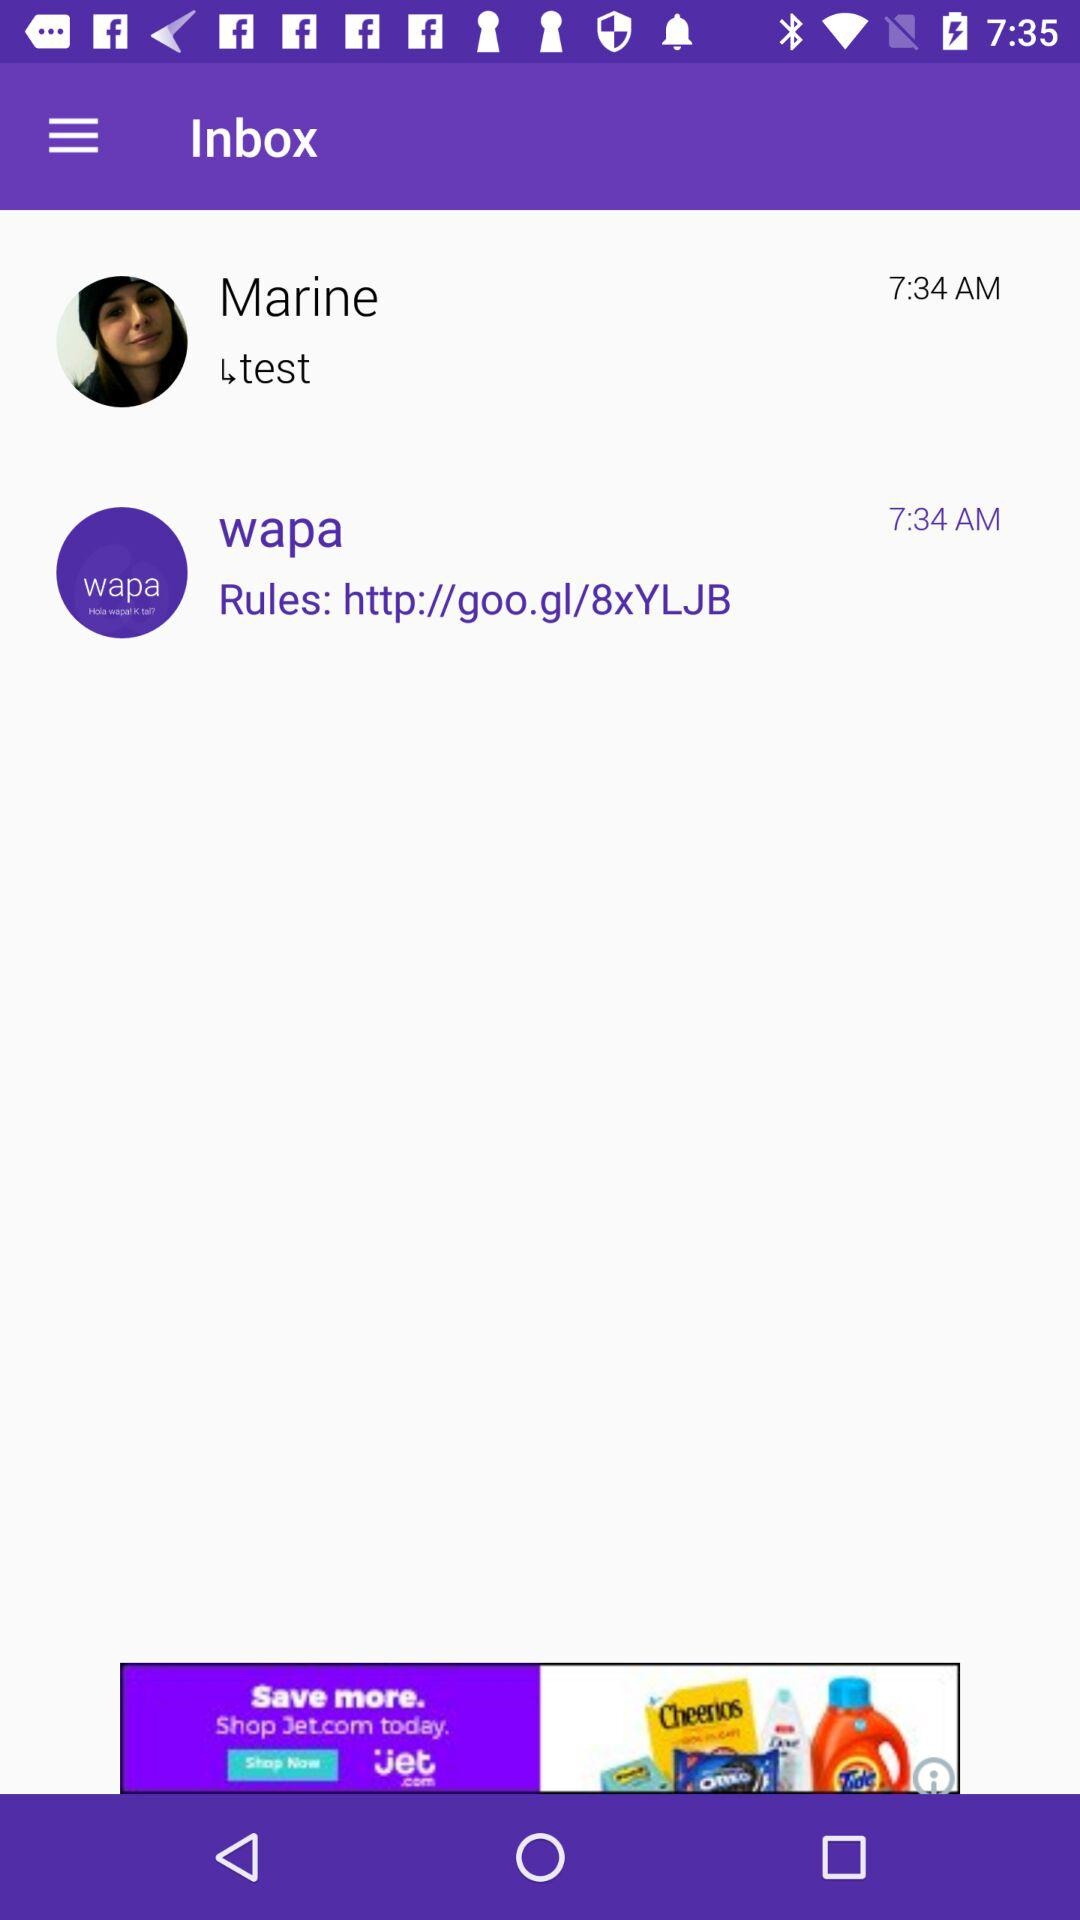 7:35
Inbox
Marine
7:34 AM
↳test
wapa
7:34 AM
Rules: http://goo.gl/8xYLJB
wapa
Hola wapa! K tal?
Save more.
Shop Jet.com today.
Shop Now
jet
.com
Cheerios
OREO
Dove
Tide